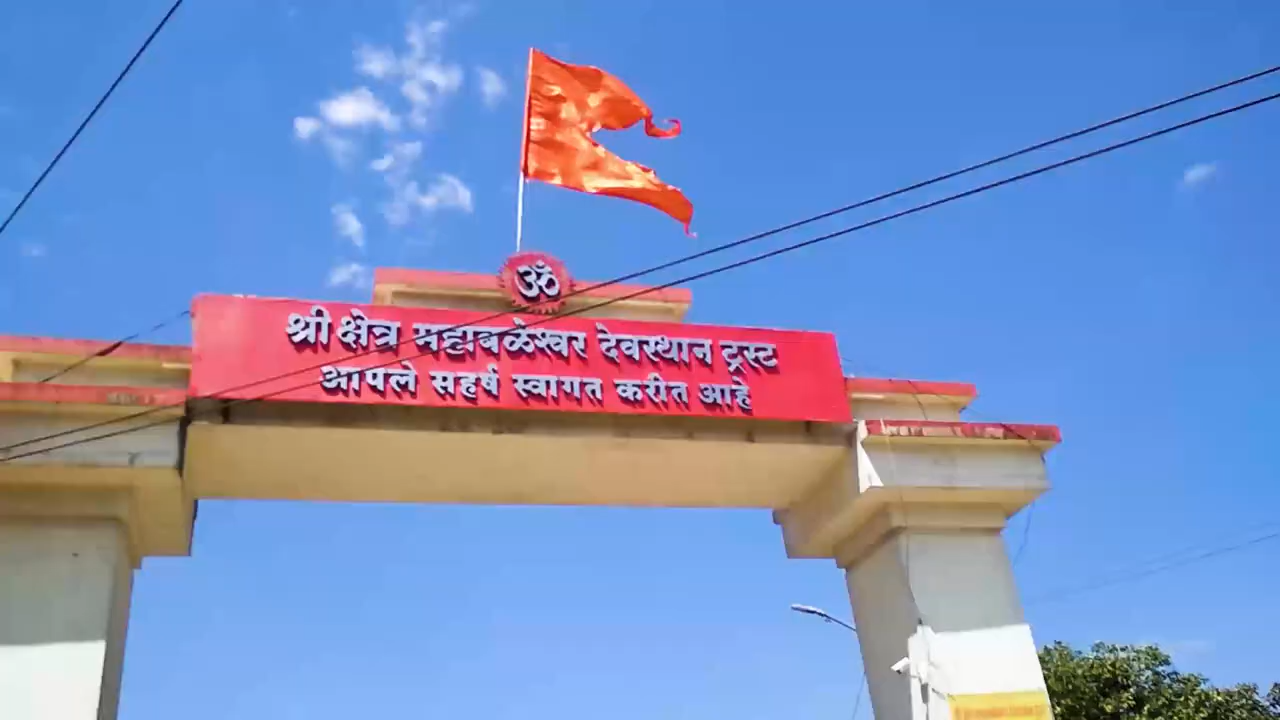 ॐ
श्री क्षेत्र महाबळेश्वर देवस्थान ट्रस्ट
आपले सहर्ष स्वागत करीत आहे